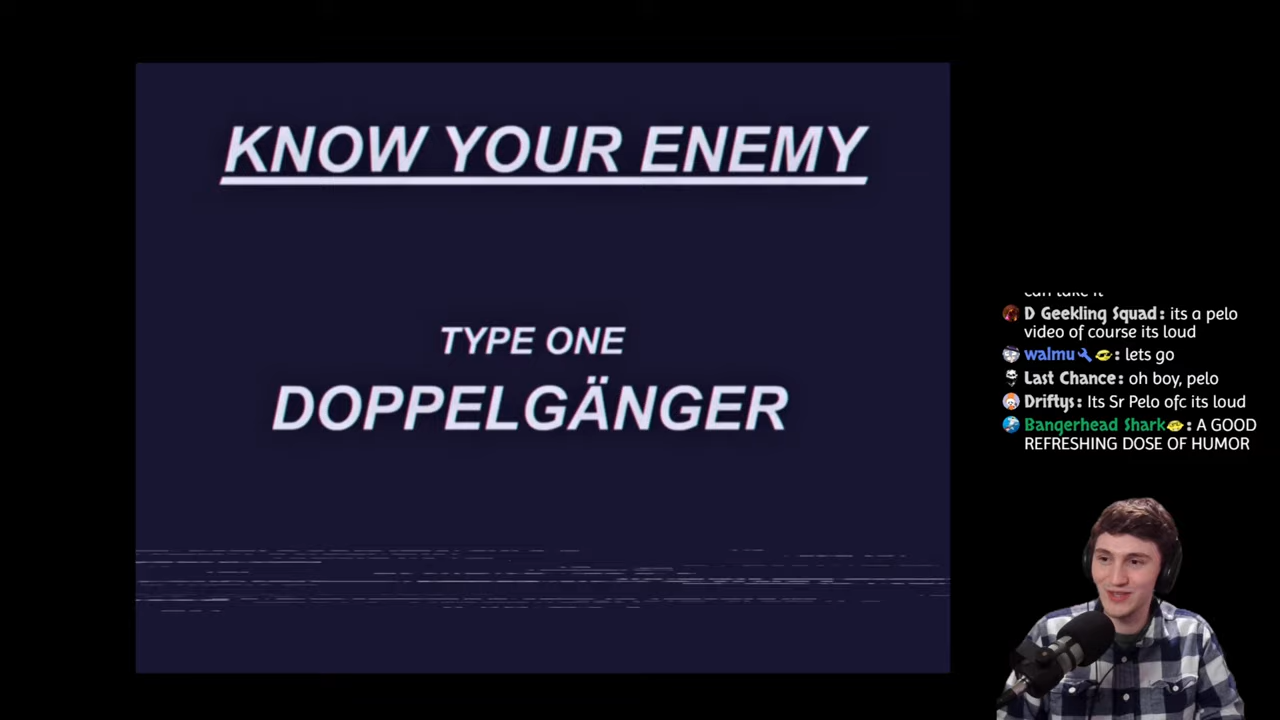 KNOW YOUR ENEMY
TYPE ONE
DOPPELGÄNGER
D Geekling Squad: its a pelo
video of course its loud
walmu: lets go
Last Chance: oh boy, pelo
Driftys: Its Sr Pelo ofc its loud
Bangerhead Shark: A GOOD
REFRESHING DOSE OF HUMOR